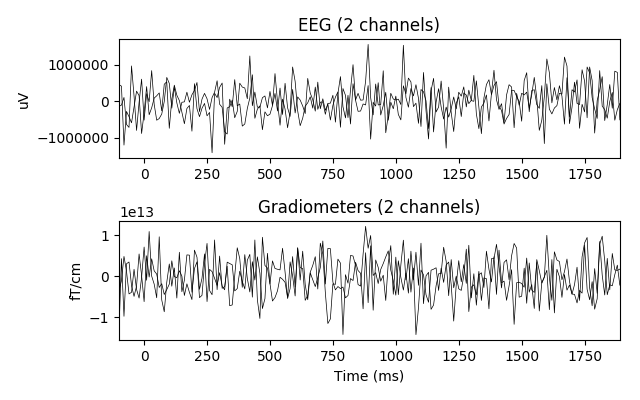 EEG (2 channels)
1000000
0
−1000000
uV
0 250 500 750 1000 1250 1500 1750
Gradiometers (2 channels)
1e13
1
0
−1
fT/cm
0 250 500 750 1000 1250 1500 1750
Time (ms)